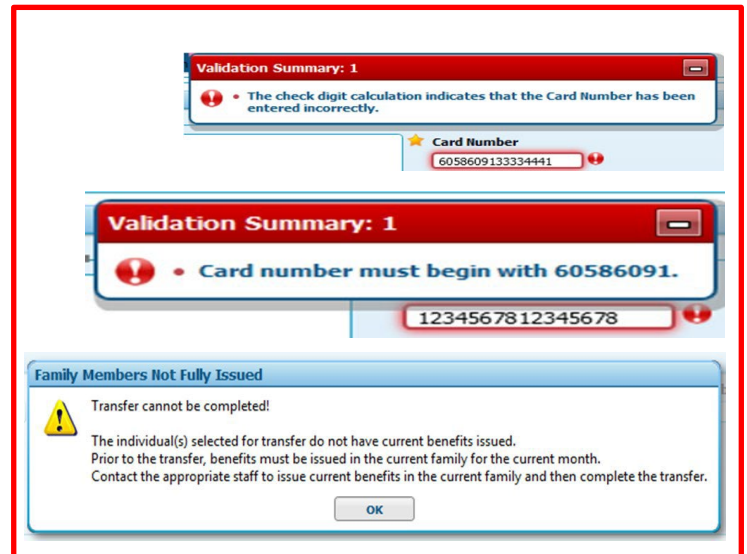 Validation Summary: 1
• The check digit calculation indicates that the Card Number has been
entered incorrectly.
Card Number
6058609133334441
Validation Summary: 1
• Card number must begin with 60586091.
1234567812345678
Family Members Not Fully Issued
Transfer cannot be completed!
The individual(s) selected for transfer do not have current benefits issued.
Prior to the transfer, benefits must be issued in the current family for the current month.
Contact the appropriate staff to issue current benefits in the current family and then complete the transfer.
OK